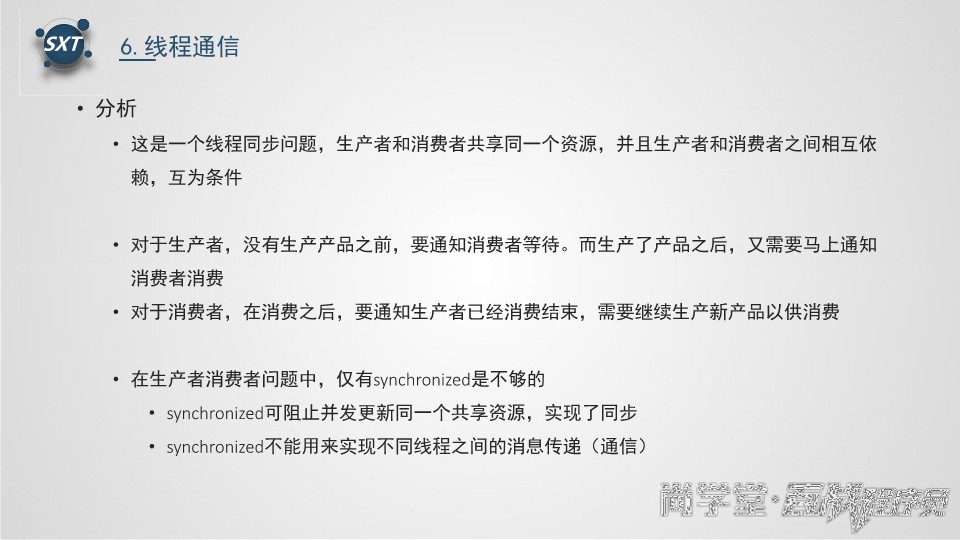 SXT
6. 线程通信
• 分析
• 这是一个线程同步问题，生产者和消费者共享同一个资源，并且生产者和消费者之间相互依
赖，互为条件
• 对于生产者，没有生产产品之前，要通知消费者等待。而生产了产品之后，又需要马上通知
消费者消费
• 对于消费者，在消费之后，要通知生产者已经消费结束，需要继续生产新产品以供消费
• 在生产者消费者问题中，仅有synchronized是不够的
• synchronized可阻止并发更新同一个共享资源，实现了同步
• synchronized不能用来实现不同线程之间的消息传递（通信）
尚学堂·百战程序员